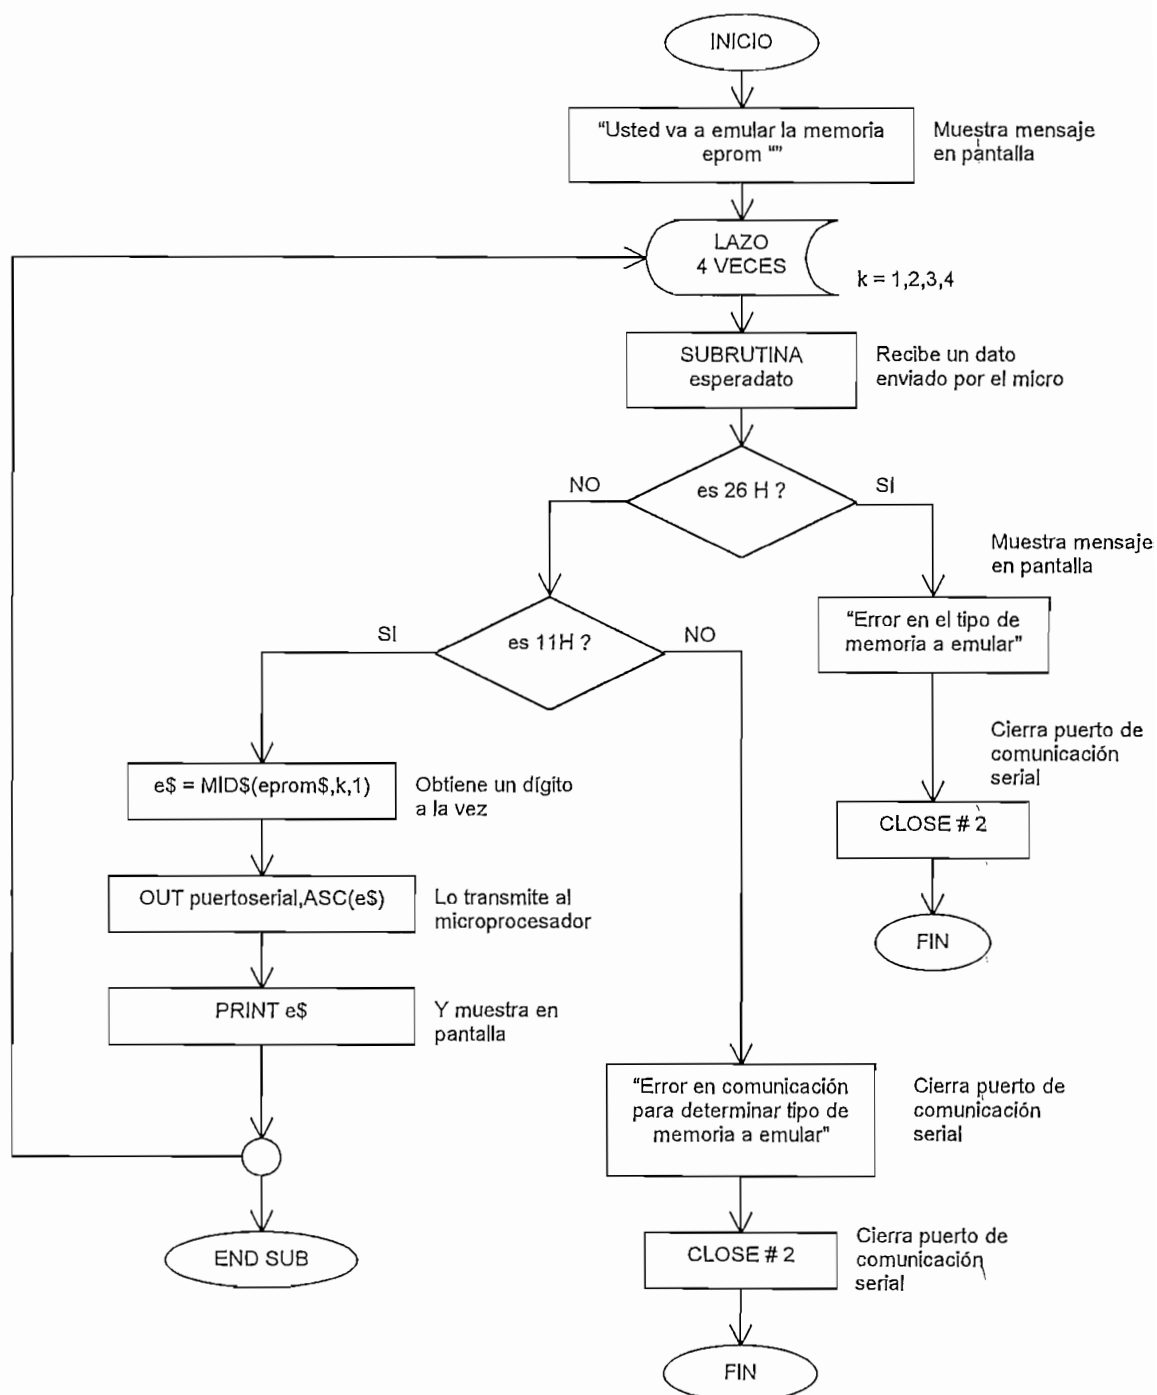 INICIO
“Usted va a emular la memoria
eprom “”
Muestra mensaje
en pantalla
LAZO
4 VECES
k = 1,2,3,4
SUBRUTINA
esperadato
Recibe un dato
enviado por el micro
es 26 H ?
NO
SI
Muestra mensaje
en pantalla
“Error en el tipo de
memoria a emular”
es 11H ?
SI
NO
Cierra puerto de
comunicación
serial
CLOSE # 2
FIN
e$ = MID$(eprom$,k,1)
Obtiene un dígito
a la vez
OUT puertoserial,ASC(e$)
Lo transmite al
microprocesador
PRINT e$
Y muestra en
pantalla
“Error en comunicación
para determinar tipo de
memoria a emular”
Cierra puerto de
comunicación
serial
END SUB
CLOSE # 2
Cierra puerto de
comunicación
serial
FIN